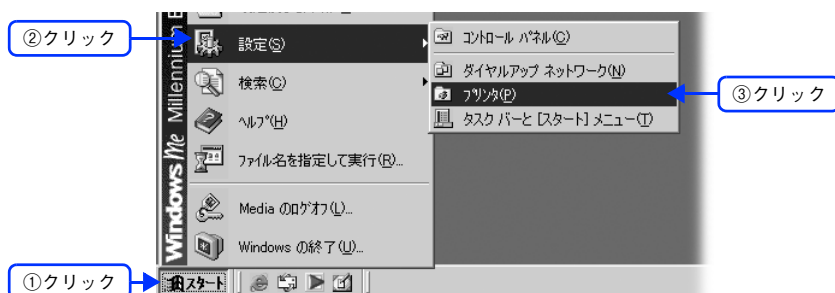 ②クリック
設定(S)
コントロール パネル(C)
ダイヤルアップ ネットワーク(N)
検索(C)
プリンタ(P)
③クリック
ヘルプ(H)
タスク バーと [スタート] メニュー(T)
ファイル名を指定して実行(R)...
Media のログオフ(L)...
Windows の終了(U)...
Windows Me Millennium E
①クリック
スタート